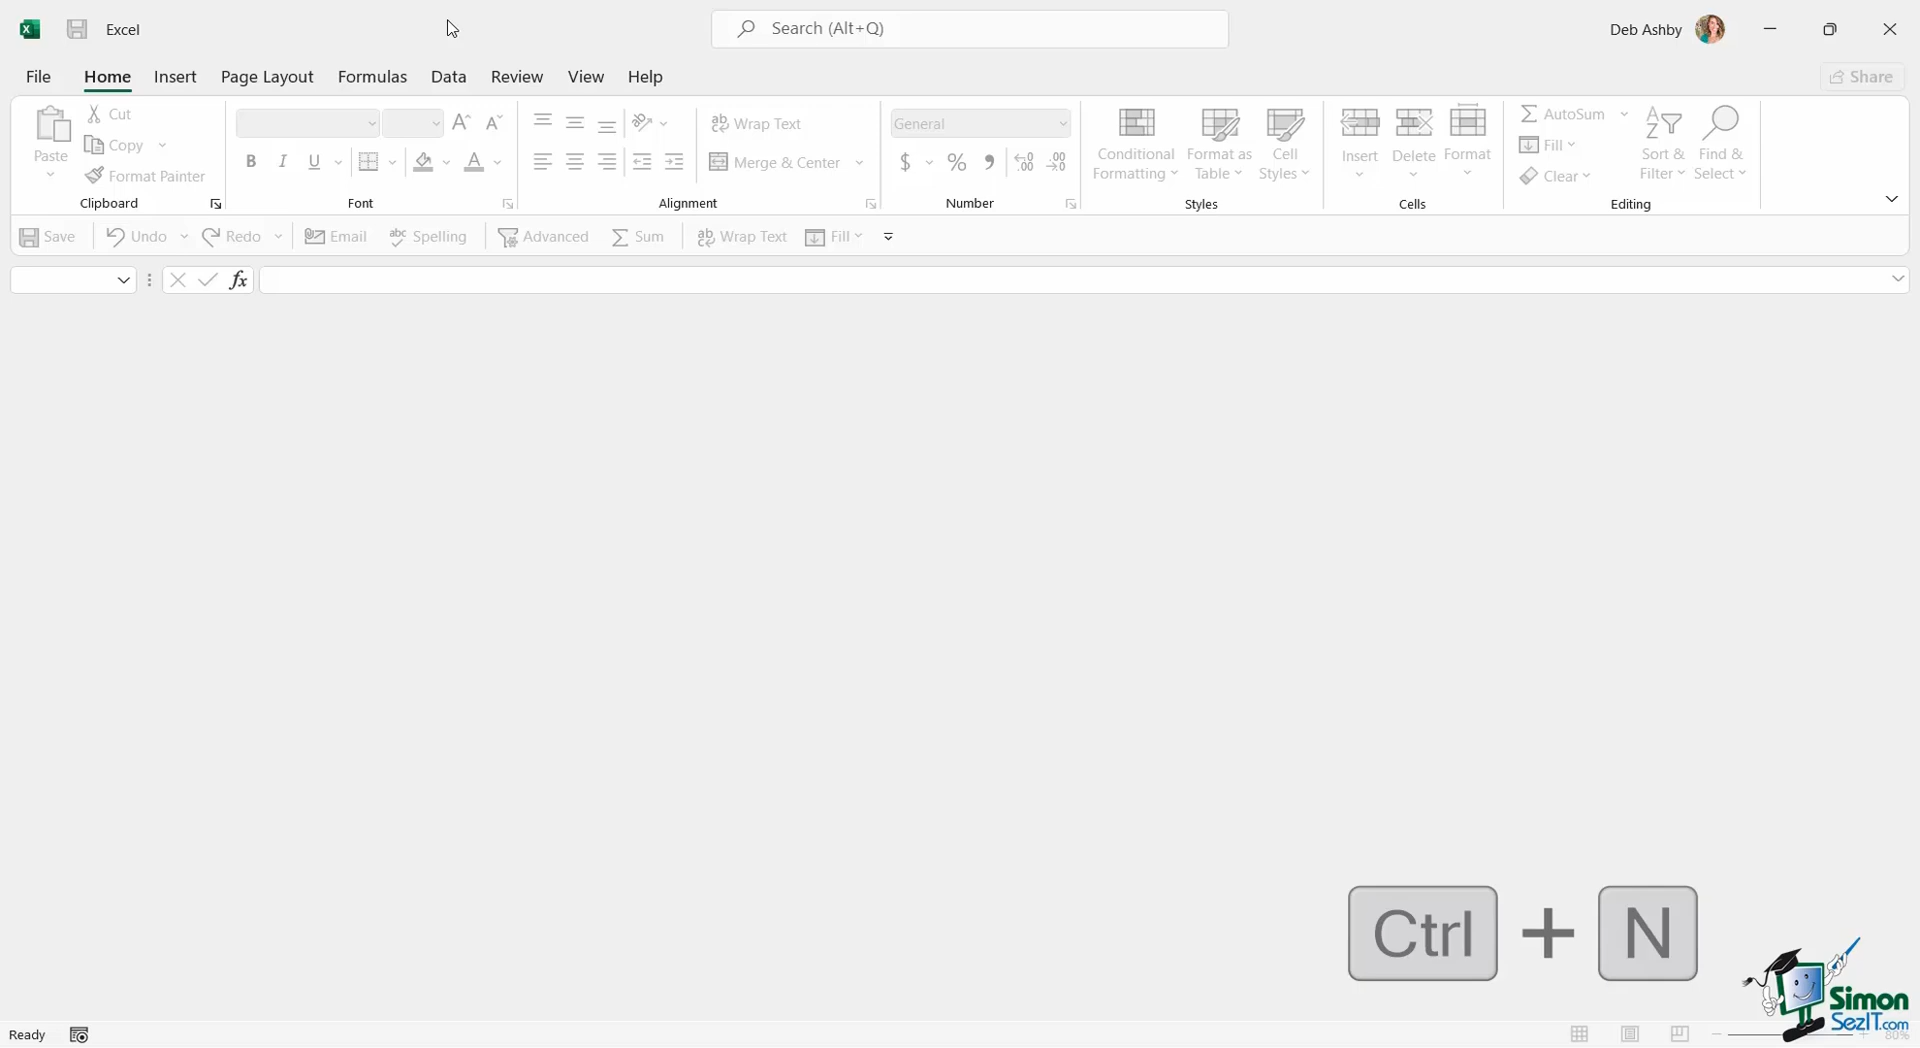 Excel
Search (Alt+Q)
Deb Ashby
File Home Insert Page Layout Formulas Data Review View Help
Share
Paste
Cut
Copy
Format Painter
Clipboard
B I U
Font
Wrap Text
Merge & Center
Alignment
General
$ % 9
Number
Conditional Formatting
Format as Table
Cell Styles
Styles
Insert
Delete
Format
Cells
AutoSum
Fill
Clear
Sort & Filter
Find & Select
Editing
Save Undo Redo Email Spelling Advanced Sum Wrap Text Fill
fx
Ctrl + N
Simon
SezIT.com
Ready
80%